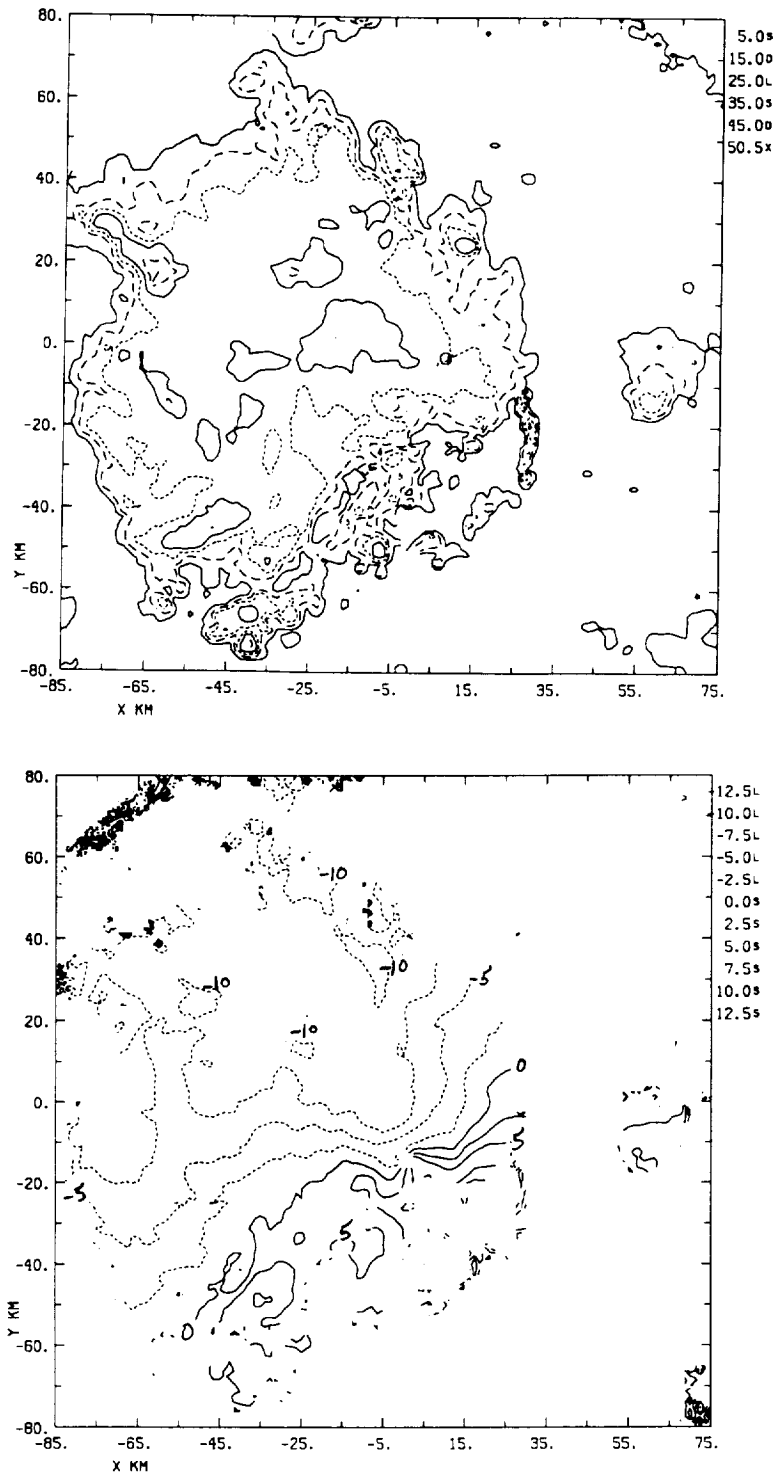 80.
60.
40.
20.
0.
-20.
-40.
-60.
-80.
Y KM
-85. -65. -45. -25. -5. 15. 35. 55. 75.
X KM
5.0S
15.0D
25.0L
35.0S
45.0D
50.5X
80.
60.
40.
20.
0.
-20.
-40.
-60.
-80.
Y KM
-85. -65. -45. -25. -5. 15. 35. 55. 75.
X KM
12.5L
10.0L
-7.5L
-5.0L
-2.5L
0.0S
2.5S
5.0S
7.5S
10.0S
12.5S
-10
-10
-5
-10
-10
0
x
5
-5
5
0